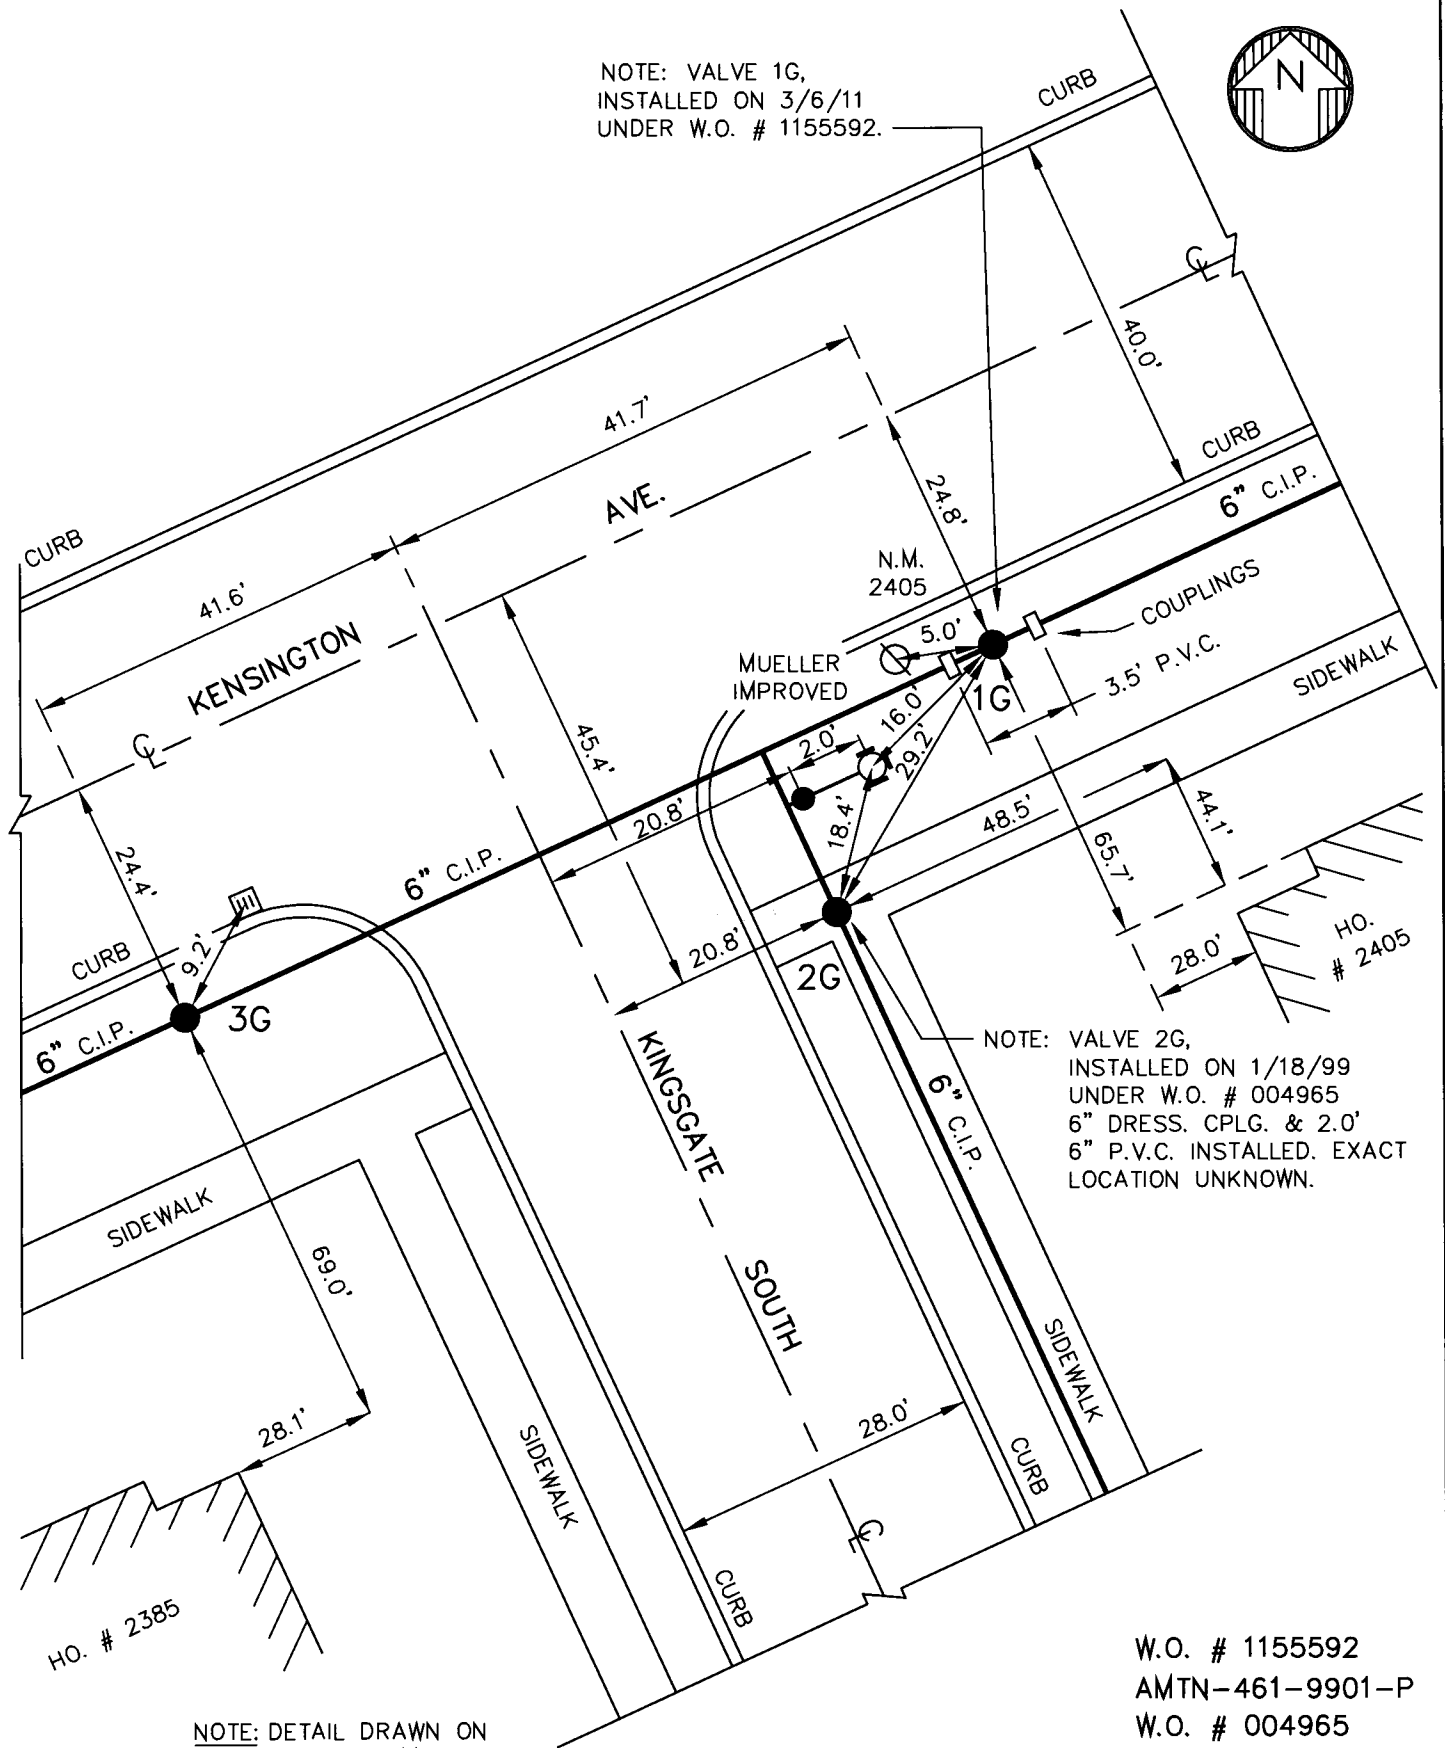 NOTE: VALVE 1G,
INSTALLED ON 3/6/11
UNDER W.O. # 1155592.
N
CURB
40.0'
41.7'
AVE.
24.8'
CURB
6" C.I.P.
CURB
41.6'
KENSINGTON
N.M.
2405
5.0'
COUPLINGS
3.5' P.V.C.
SIDEWALK
MUELLER
IMPROVED
1G
16.0'
29.2'
2.0'
45.4'
20.8'
18.4'
48.5'
44.1'
65.7'
24.4'
6" C.I.P.
9.2'
CURB
3G
6" C.I.P.
20.8'
2G
28.0'
HO.
# 2405
NOTE: VALVE 2G,
INSTALLED ON 1/18/99
UNDER W.O. # 004965
6" DRESS. CPLG. & 2.0'
6" P.V.C. INSTALLED. EXACT
LOCATION UNKNOWN.
KINGSGATE
6" C.I.P.
SIDEWALK
69.0'
SOUTH
SIDEWALK
28.1'
28.0'
SIDEWALK
CURB
CURB
HO. # 2385
W.O. # 1155592
AMTN-461-9901-P
W.O. # 004965
NOTE: DETAIL DRAWN ON